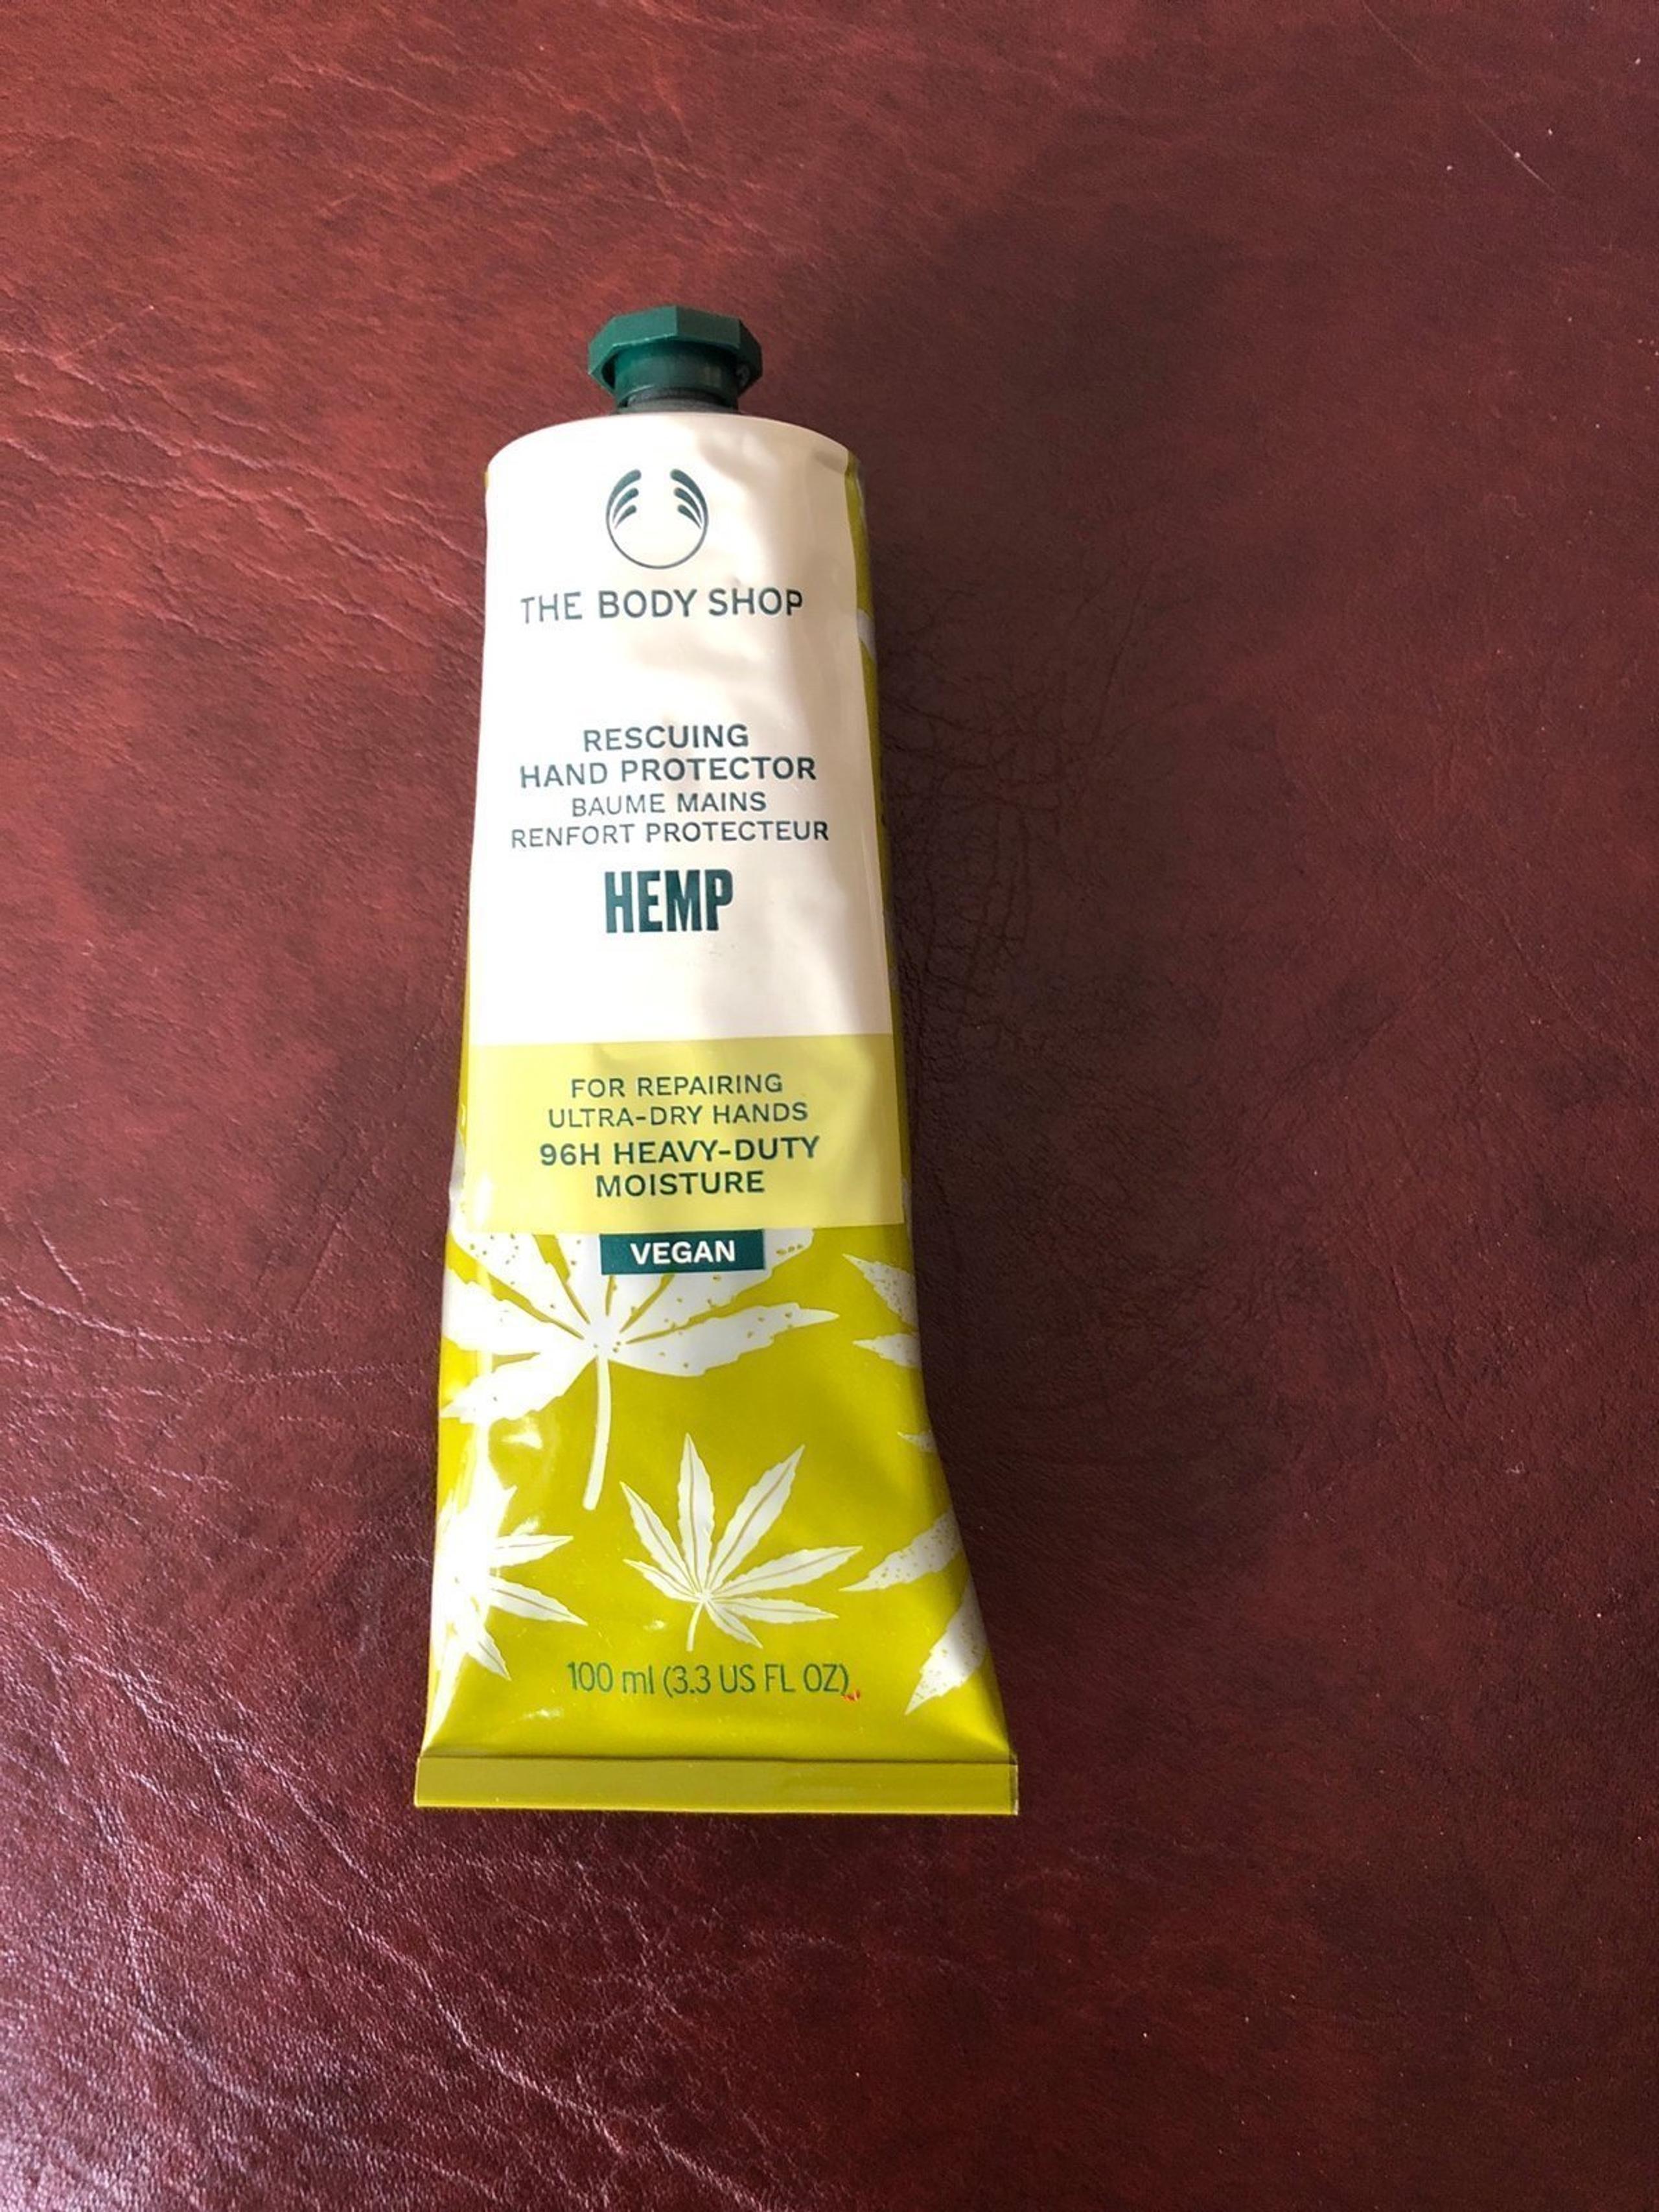 THE BODY SHOP
RESCUING
HAND PROTECTOR
BAUME MAINS
RENFORT PROTECTEUR
HEMP
FOR REPAIRING
ULTRA-DRY HANDS
96H HEAVY-DUTY
MOISTURE
VEGAN
100 ml (3.3 US FL OZ)